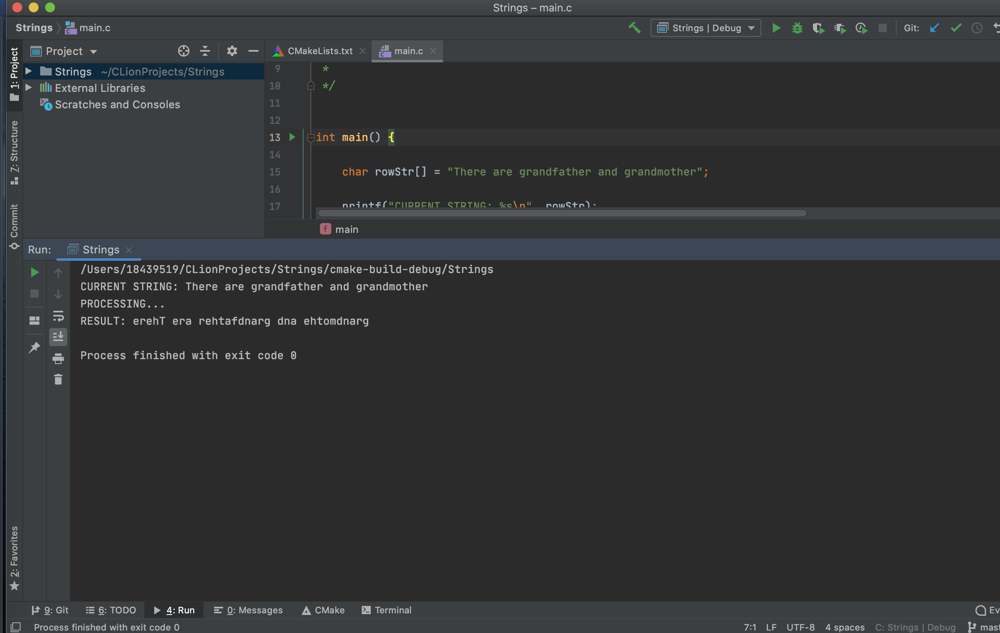 Strings – main.c
Strings main.c
Strings | Debug
Git:
Project
CMakeLists.txt
main.c
1: Project
Strings ~/CLionProjects/Strings
External Libraries
Scratches and Consoles
Z: Structure
Commit
2: Favorites
9 *
10 */
11
12
13 int main() {
14
15 char rowStr[] = "There are grandfather and grandmother";
16
17 printf("CURRENT STRING: %s\n", rowStr);
f main
Run: Strings
/Users/18439519/CLionProjects/Strings/cmake-build-debug/Strings
CURRENT STRING: There are grandfather and grandmother
PROCESSING...
RESULT: erehT era rehtafdnarg dna ehtomdnarg
Process finished with exit code 0
9: Git 6: TODO 4: Run 0: Messages CMake Terminal
Process finished with exit code 0 7:1 LF UTF-8 4 spaces C: Strings | Debug